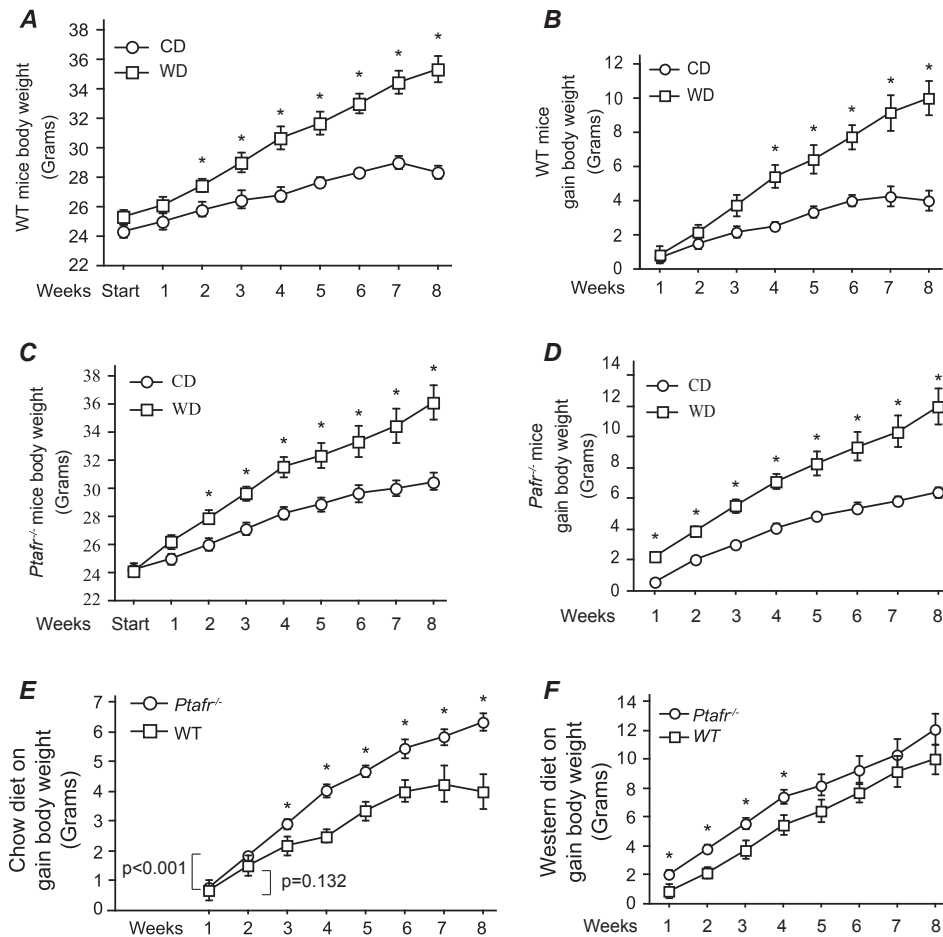 A
WT mice body weight
(Grams)
38
36
34
32
30
28
26
24
22
CD
WD
* * * * * * *
Weeks Start 1 2 3 4 5 6 7 8
B
WT mice
gain body weight
(Grams)
12
10
8
6
4
2
0
CD
WD
* * * * *
Weeks 1 2 3 4 5 6 7 8
C
Ptafr-/- mice body weight
(Grams)
38
36
34
32
30
28
26
24
22
CD
WD
* * * * * * *
Weeks Start 1 2 3 4 5 6 7 8
D
Pafr-/- mice
gain body weight
(Grams)
14
12
10
8
6
4
2
0
CD
WD
* * * * * * * *
Weeks 1 2 3 4 5 6 7 8
E
Chow diet on
gain body weight
(Grams)
7
6
5
4
3
2
1
0
Ptafr-/-
WT
* * * * * *
p<0.001
p=0.132
Weeks 1 2 3 4 5 6 7 8
F
Western diet on
gain body weight
(Grams)
14
12
10
8
6
4
2
0
Ptafr-/-
WT
* * * *
Weeks 1 2 3 4 5 6 7 8